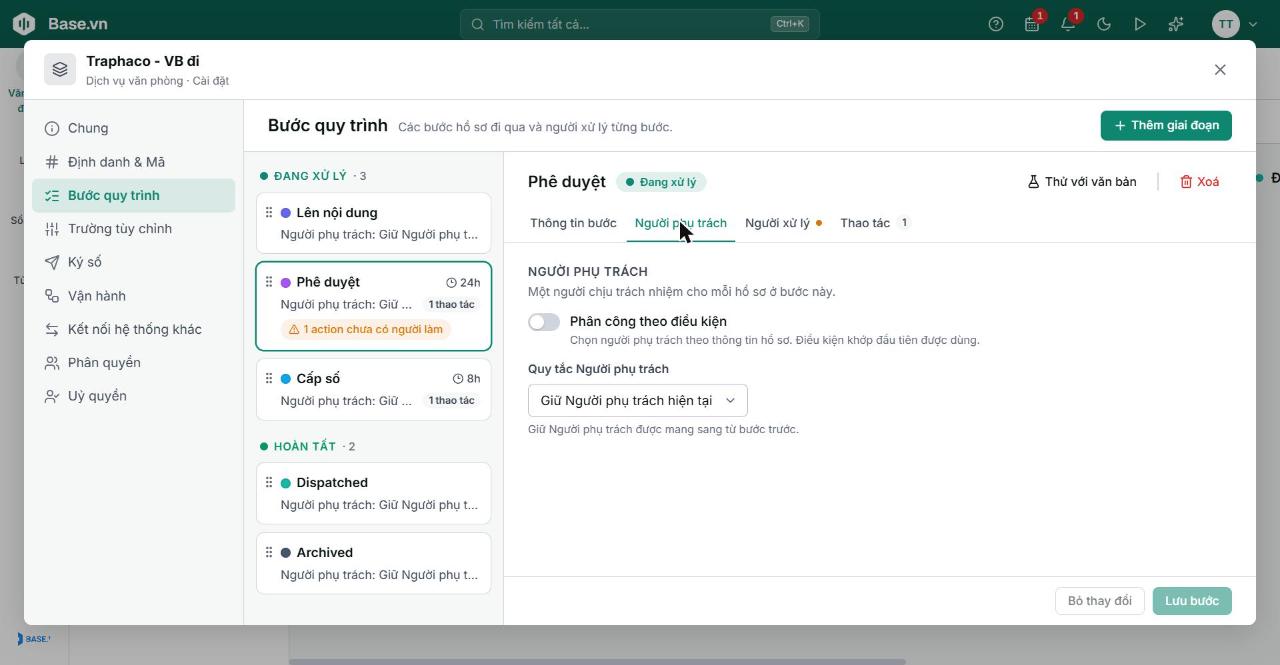 Base.vn
Tìm kiếm tất cả...
Ctrl+K
1
1
TT
Traphaco - VB đi
Dịch vụ văn phòng · Cài đặt
Chung
Định danh & Mã
Bước quy trình
Trường tùy chỉnh
Ký số
Vận hành
Kết nối hệ thống khác
Phân quyền
Uỷ quyền
Bước quy trình
Các bước hồ sơ đi qua và người xử lý từng bước.
+ Thêm giai đoạn
ĐANG XỬ LÝ · 3
Lên nội dung
Người phụ trách: Giữ Người phụ t...
Phê duyệt
24h
Người phụ trách: Giữ ...
1 thao tác
1 action chưa có người làm
Cấp số
8h
Người phụ trách: Giữ ...
1 thao tác
HOÀN TẤT · 2
Dispatched
Người phụ trách: Giữ Người phụ t...
Archived
Người phụ trách: Giữ Người phụ t...
Phê duyệt
Đang xử lý
Thử với văn bản
Xoá
Thông tin bước
Người phụ trách
Người xử lý
Thao tác 1
NGƯỜI PHỤ TRÁCH
Một người chịu trách nhiệm cho mỗi hồ sơ ở bước này.
Phân công theo điều kiện
Chọn người phụ trách theo thông tin hồ sơ. Điều kiện khớp đầu tiên được dùng.
Quy tắc Người phụ trách
Giữ Người phụ trách hiện tại
Giữ Người phụ trách được mang sang từ bước trước.
Bỏ thay đổi
Lưu bước
BASE.